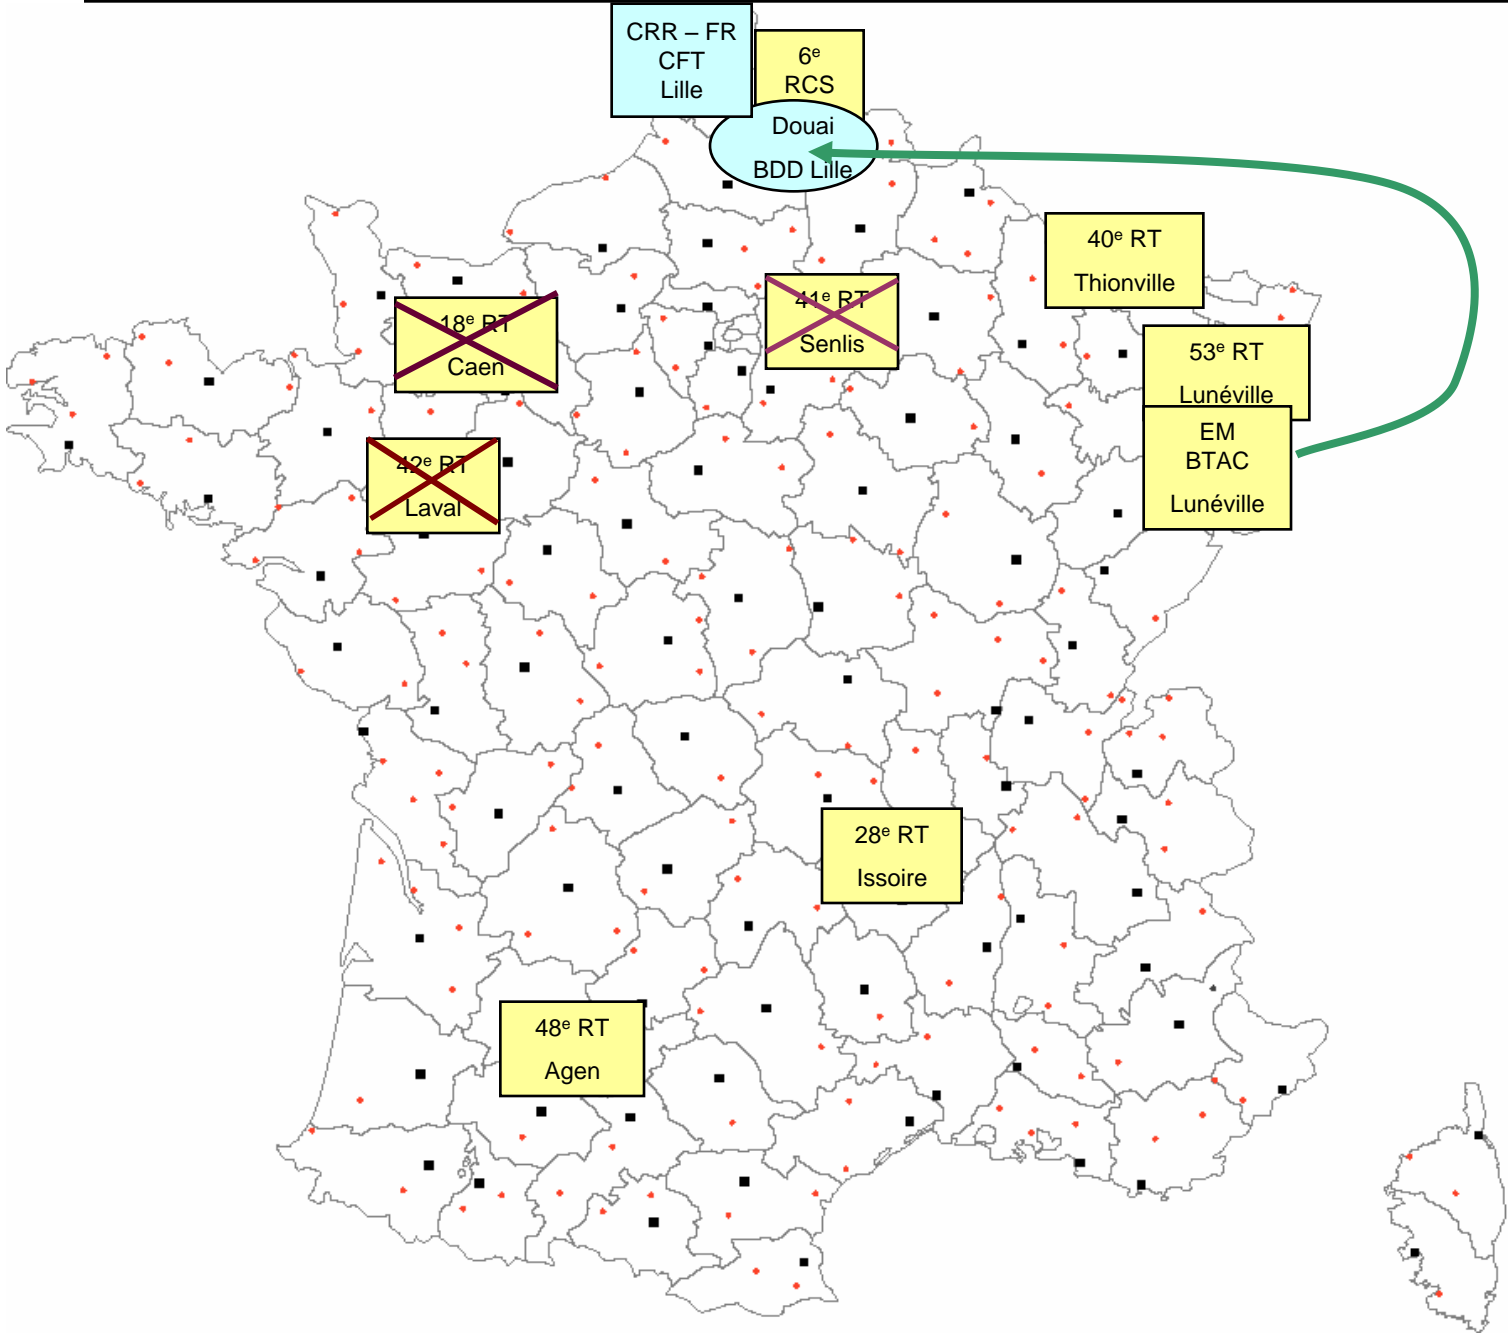 CRR – FR
CFT
Lille
6e
RCS
Douai
BDD Lille
40e RT
Thionville
41e RT
Senlis
18e RT
Caen
53e RT
Lunéville
EM
BTAC
Lunéville
42e RT
Laval
28e RT
Issoire
48e RT
Agen